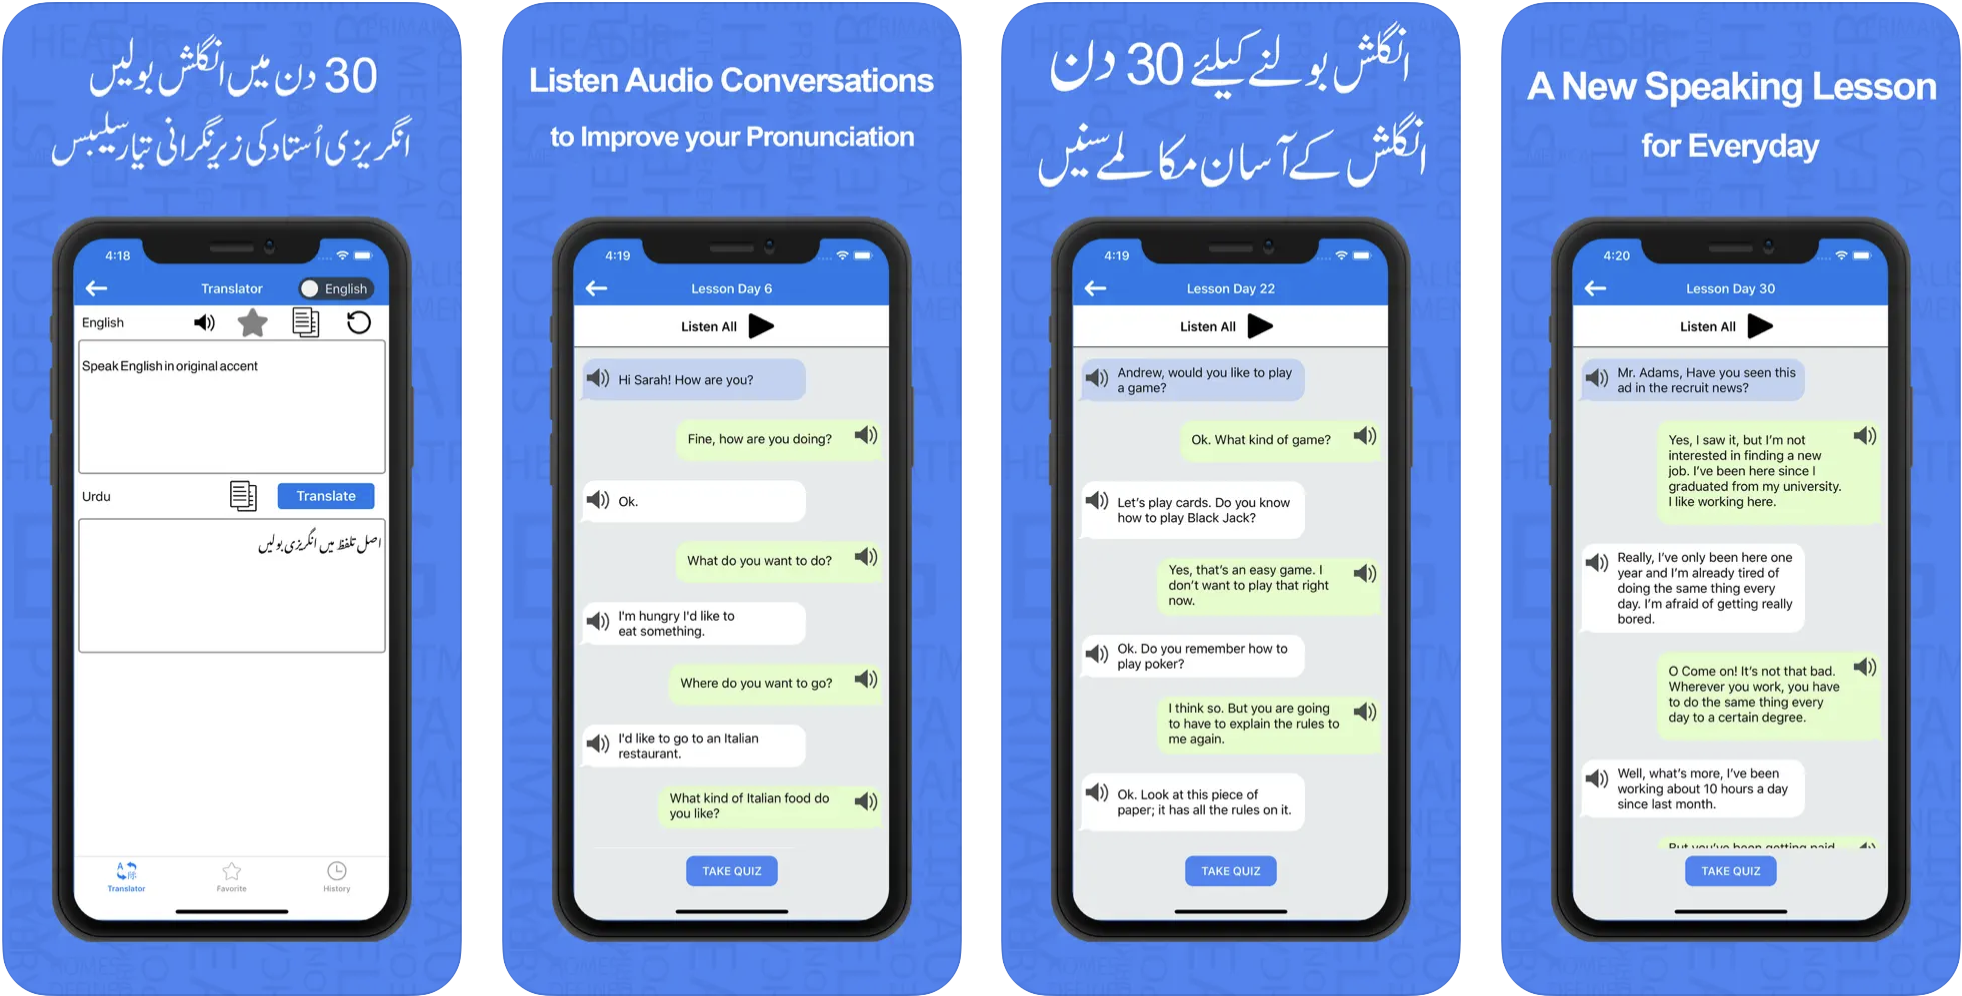 30 دن میں انگلش بولیں
انگریزی اُستاد کی زیرِنگرانی تیار سلیبس
4:18
Translator
English
English
Speak English in original accent
Urdu
Translate
اصل تلفظ میں انگریزی بولیں
Translator
Favorite
History
Listen Audio Conversations
to Improve your Pronunciation
4:19
Lesson Day 6
Listen All
Hi Sarah! How are you?
Fine, how are you doing?
Ok.
What do you want to do?
I'm hungry I'd like to
eat something.
Where do you want to go?
I'd like to go to an Italian
restaurant.
What kind of Italian food do
you like?
TAKE QUIZ
انگلش بولنے کیلئے 30 دن
انگلش کے آسان مکالمے سنیں
4:19
Lesson Day 22
Listen All
Andrew, would you like to play
a game?
Ok. What kind of game?
Let's play cards. Do you know
how to play Black Jack?
Yes, that's an easy game. I
don't want to play that right
now.
Ok. Do you remember how to
play poker?
I think so. But you are going
to have to explain the rules to
me again.
Ok. Look at this piece of
paper; it has all the rules on it.
TAKE QUIZ
A New Speaking Lesson
for Everyday
4:20
Lesson Day 30
Listen All
Mr. Adams, Have you seen this
ad in the recruit news?
Yes, I saw it, but I'm not
interested in finding a new
job. I've been here since I
graduated from my university.
I like working here.
Really, I've only been here one
year and I'm already tired of
doing the same thing every
day. I'm afraid of getting really
bored.
O Come on! It's not that bad.
Wherever you work, you have
to do the same thing every
day to a certain degree.
Well, what's more, I've been
working about 10 hours a day
since last month.
But you've been getting paid
TAKE QUIZ